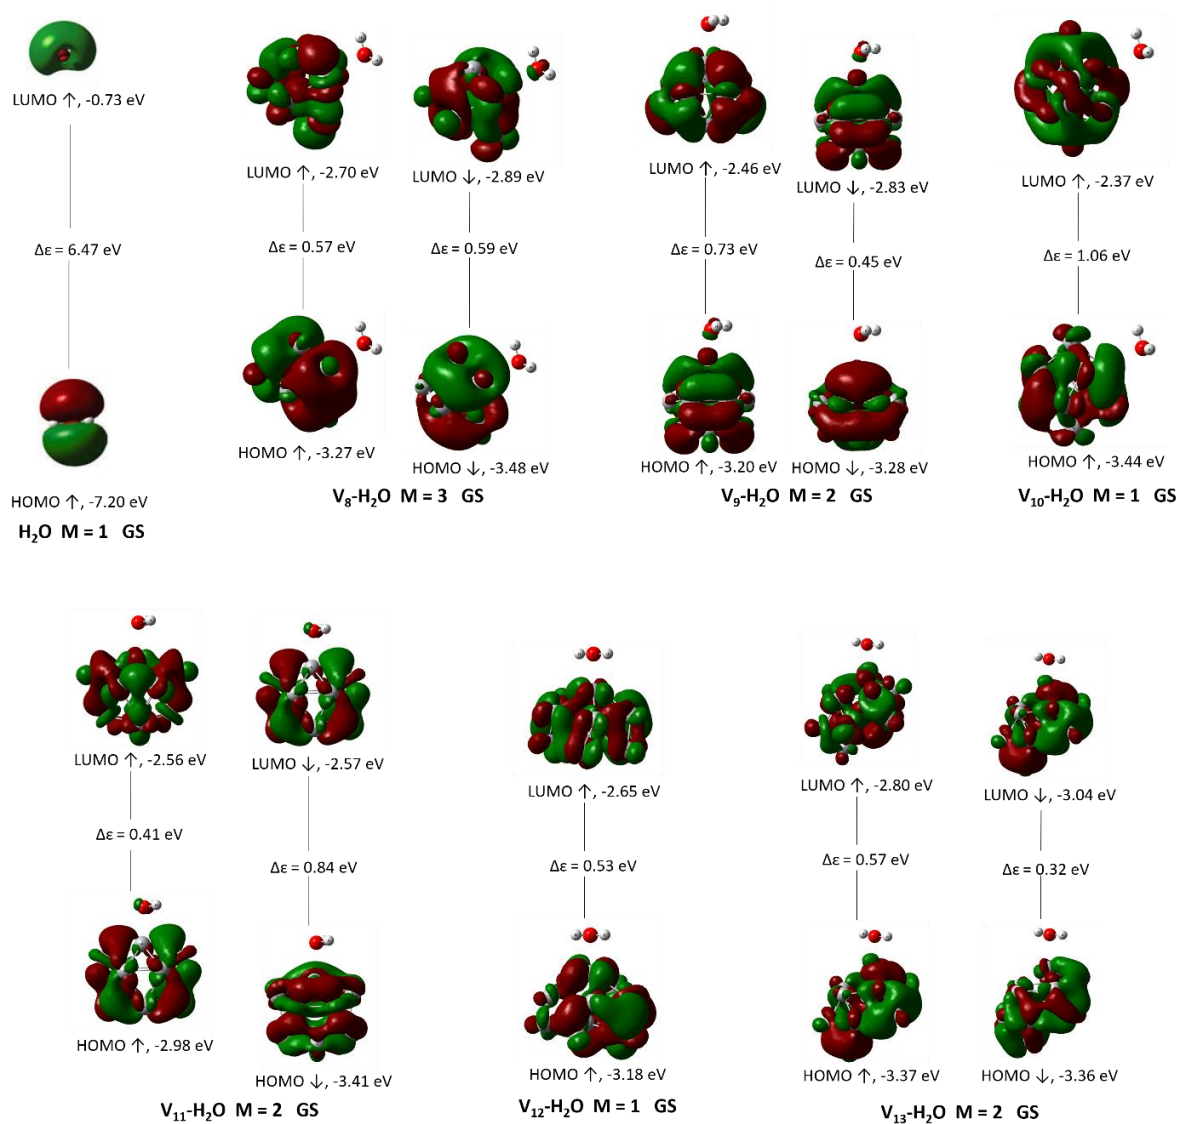 LUMO ↑, -0.73 eV
Δε = 6.47 eV
HOMO ↑, -7.20 eV
H₂O M = 1 GS
LUMO ↑, -2.70 eV
Δε = 0.57 eV
HOMO ↑, -3.27 eV
LUMO ↓, -2.89 eV
Δε = 0.59 eV
HOMO ↓, -3.48 eV
V₈-H₂O M = 3 GS
LUMO ↑, -2.46 eV
Δε = 0.73 eV
HOMO ↑, -3.20 eV
LUMO ↓, -2.83 eV
Δε = 0.45 eV
HOMO ↓, -3.28 eV
V₉-H₂O M = 2 GS
LUMO ↑, -2.37 eV
Δε = 1.06 eV
HOMO ↑, -3.44 eV
V₁₀-H₂O M = 1 GS
LUMO ↑, -2.56 eV
Δε = 0.41 eV
HOMO ↑, -2.98 eV
LUMO ↓, -2.57 eV
Δε = 0.84 eV
HOMO ↓, -3.41 eV
V₁₁-H₂O M = 2 GS
LUMO ↑, -2.65 eV
Δε = 0.53 eV
HOMO ↑, -3.18 eV
V₁₂-H₂O M = 1 GS
LUMO ↑, -2.80 eV
Δε = 0.57 eV
HOMO ↑, -3.37 eV
LUMO ↓, -3.04 eV
Δε = 0.32 eV
HOMO ↓, -3.36 eV
V₁₃-H₂O M = 2 GS